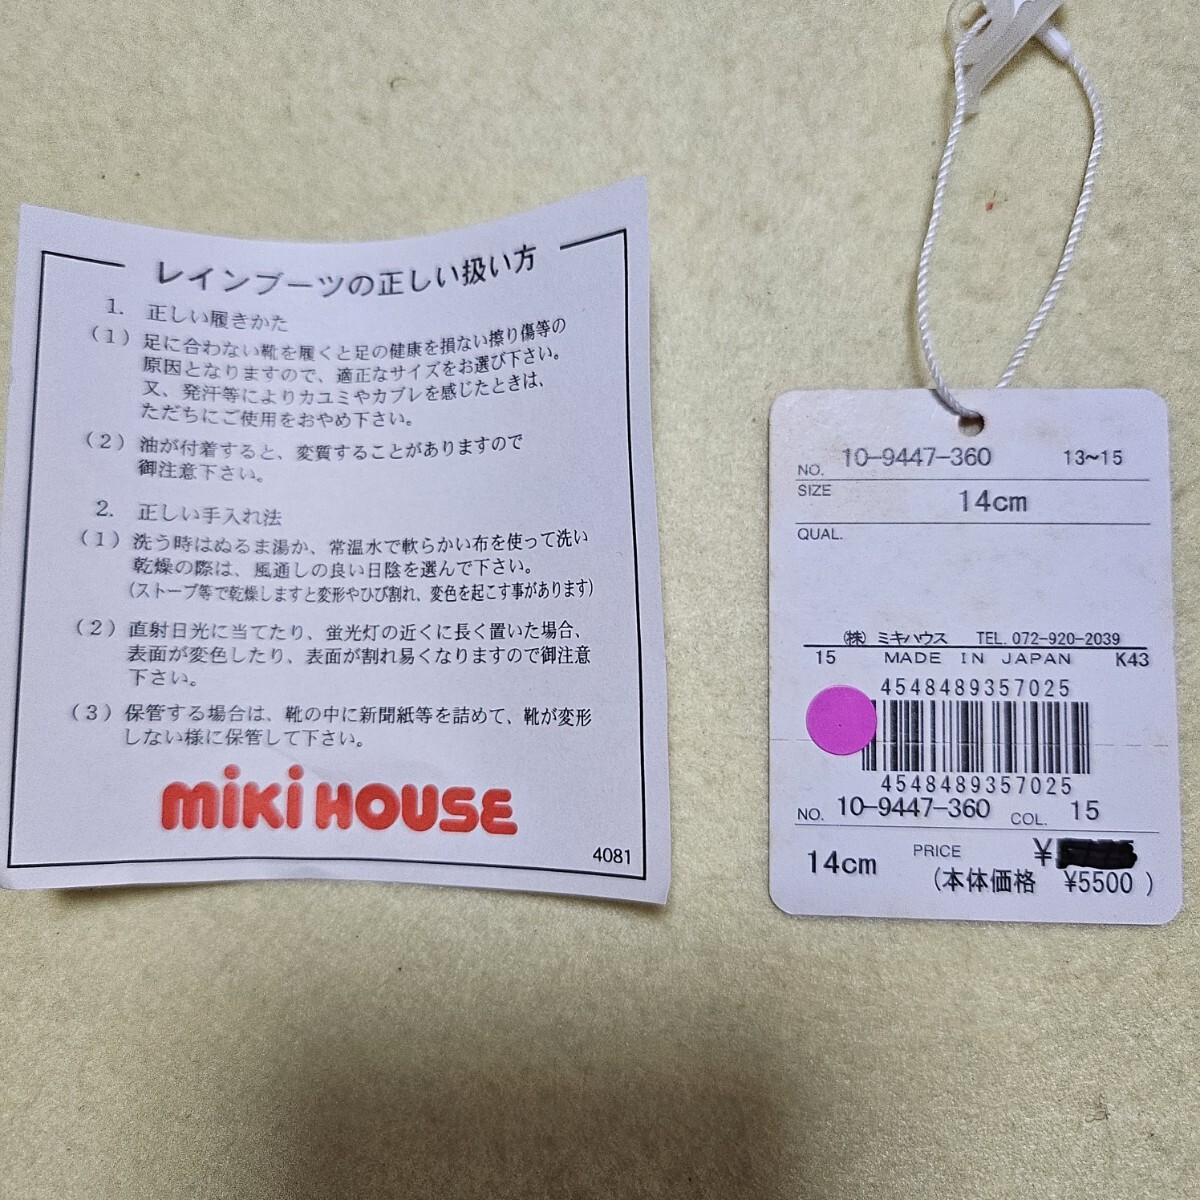 レインブーツの正しい扱い方
1. 正しい履きかた
(1) 足に合わない靴を履くと足の健康を損ない擦り傷等の
原因となりますので、適正なサイズをお選び下さい。
又、発汗等によりカユミやカブレを感じたときは、
ただちにご使用をおやめ下さい。
(2) 油が付着すると、変質することがありますので
御注意下さい。
2. 正しい手入れ法
(1) 洗う時はぬるま湯か、常温水で軟らかい布を使って洗い
乾燥の際は、風通しの良い日陰を選んで下さい。
(ストーブ等で乾燥しますと変形やひび割れ、変色を起こす事があります)
(2) 直射日光に当てたり、蛍光灯の近くに長く置いた場合、
表面が変色したり、表面が割れ易くなりますので御注意
下さい。
(3) 保管する場合は、靴の中に新聞紙等を詰めて、靴が変形
しない様に保管して下さい。
miki HOUSE
4081
NO. 10-9447-360 13~15
SIZE 14cm
QUAL.
(株) ミキハウス TEL. 072-920-2039
15 MADE IN JAPAN K43
4548489357025
4548489357025
NO. 10-9447-360 COL. 15
14cm PRICE ¥
(本体価格 ¥5500 )